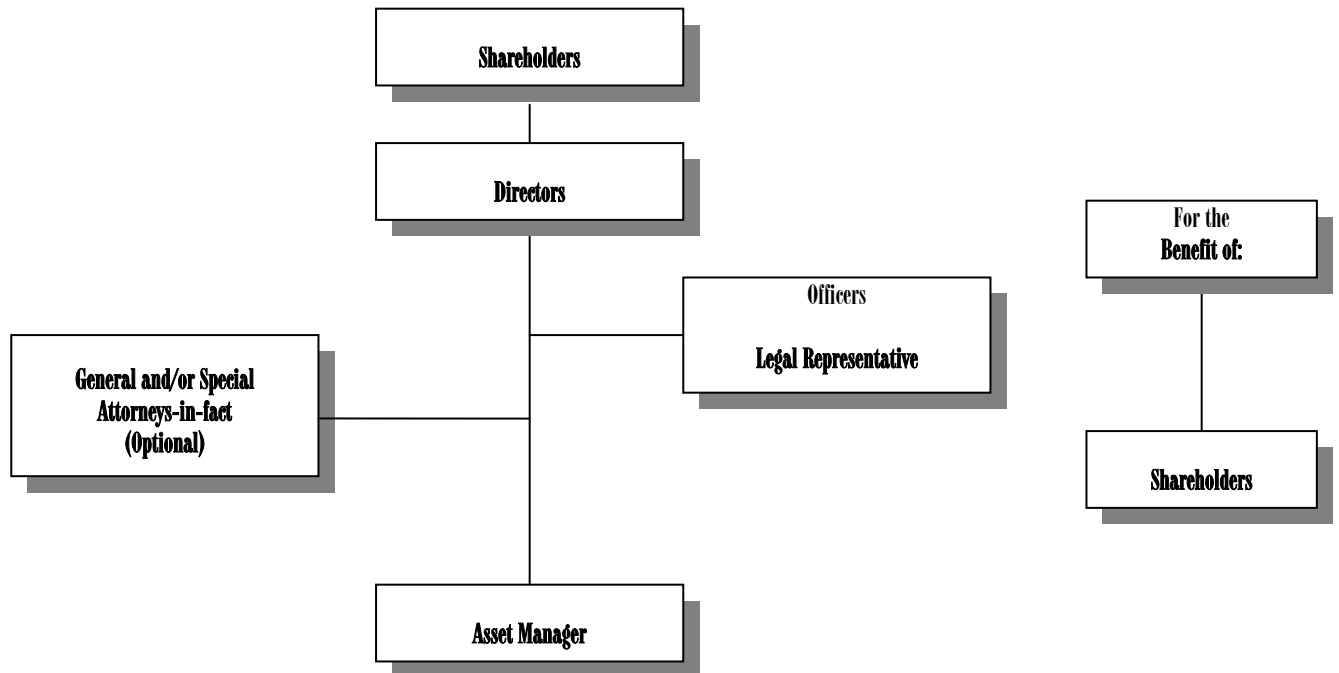 Shareholders
Directors
For the
Benefit of:
Officers
Legal Representative
General and/or Special
Attorneys-in-fact
(Optional)
Shareholders
Asset Manager